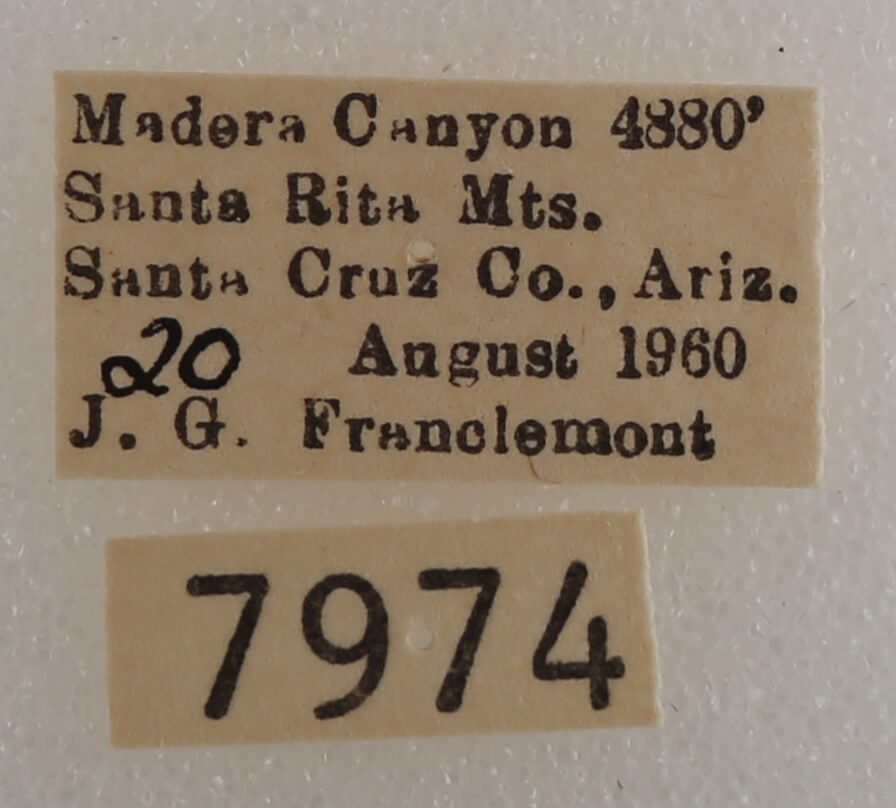 Madera Canyon 4880'
Santa Rita Mts.
Santa Cruz Co., Ariz.
20 August 1960
J. G. Franclemont
7974